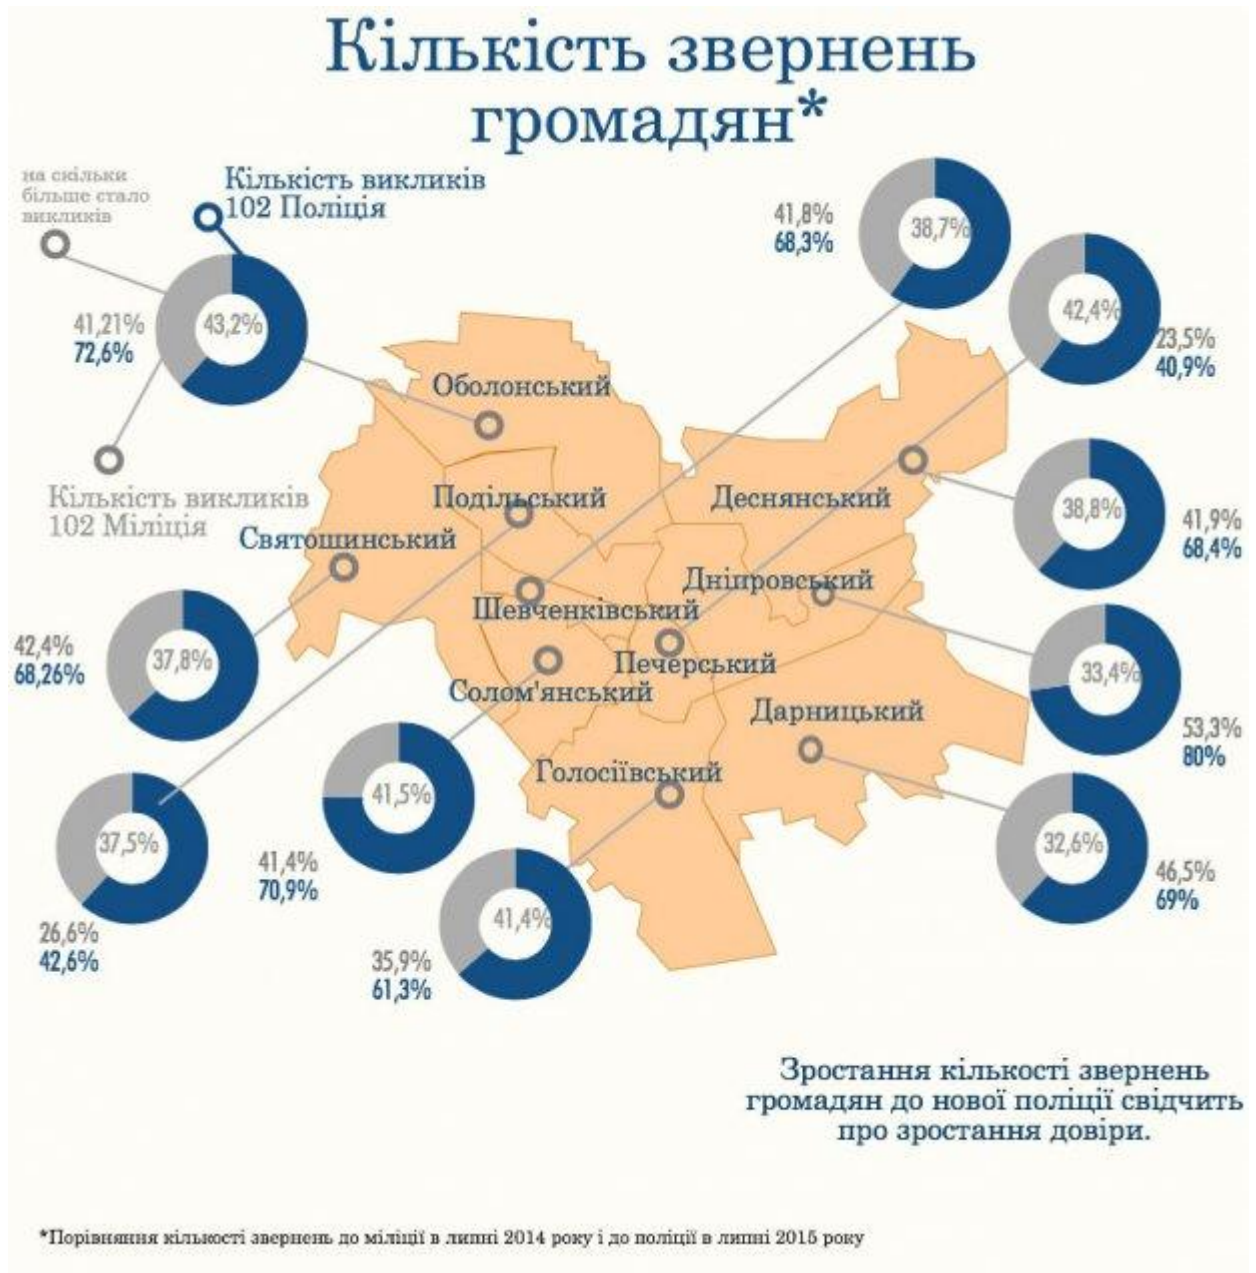 Кількість звернень
громадян*
на скільки
більше стало
викликів
Кількість викликів
102 Поліція
41,21%
72,6%
43,2%
Кількість викликів
102 Міліція
41,8%
68,3%
38,7%
42,4%
23,5%
40,9%
38,8%
41,9%
68,4%
33,4%
53,3%
80%
32,6%
46,5%
69%
Оболонський
Подільський
Деснянський
Святошинський
Дніпровський
Шевченківський
Печерський
Солом'янський
Дарницький
Голосіївський
42,4%
68,26%
37,8%
37,5%
26,6%
42,6%
41,5%
41,4%
70,9%
41,4%
35,9%
61,3%
Зростання кількості звернень
громадян до нової поліції свідчить
про зростання довіри.
*Порівняння кількості звернень до міліції в липні 2014 року і до поліції в липні 2015 року